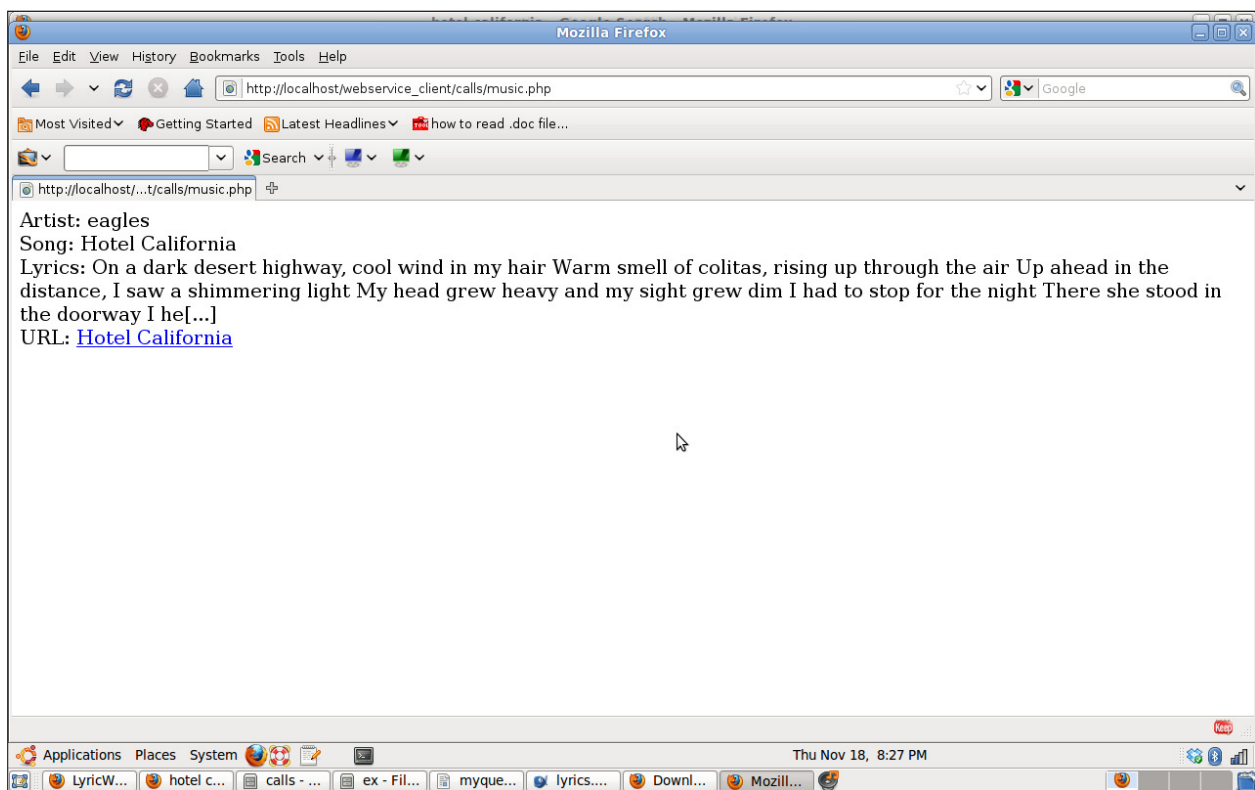 Mozilla Firefox
File Edit View History Bookmarks Tools Help
http://localhost/webservice_client/calls/music.php
Google
Most Visited Getting Started Latest Headlines how to read .doc file...
Search
http://localhost/...t/calls/music.php
Artist: eagles
Song: Hotel California
Lyrics: On a dark desert highway, cool wind in my hair Warm smell of colitas, rising up through the air Up ahead in the
distance, I saw a shimmering light My head grew heavy and my sight grew dim I had to stop for the night There she stood in
the doorway I he[...]
URL: Hotel California
Applications Places System
Thu Nov 18, 8:27 PM
LyricW... hotel c... calls - ... ex - Fil... myque... lyrics.... Downl... Mozill...